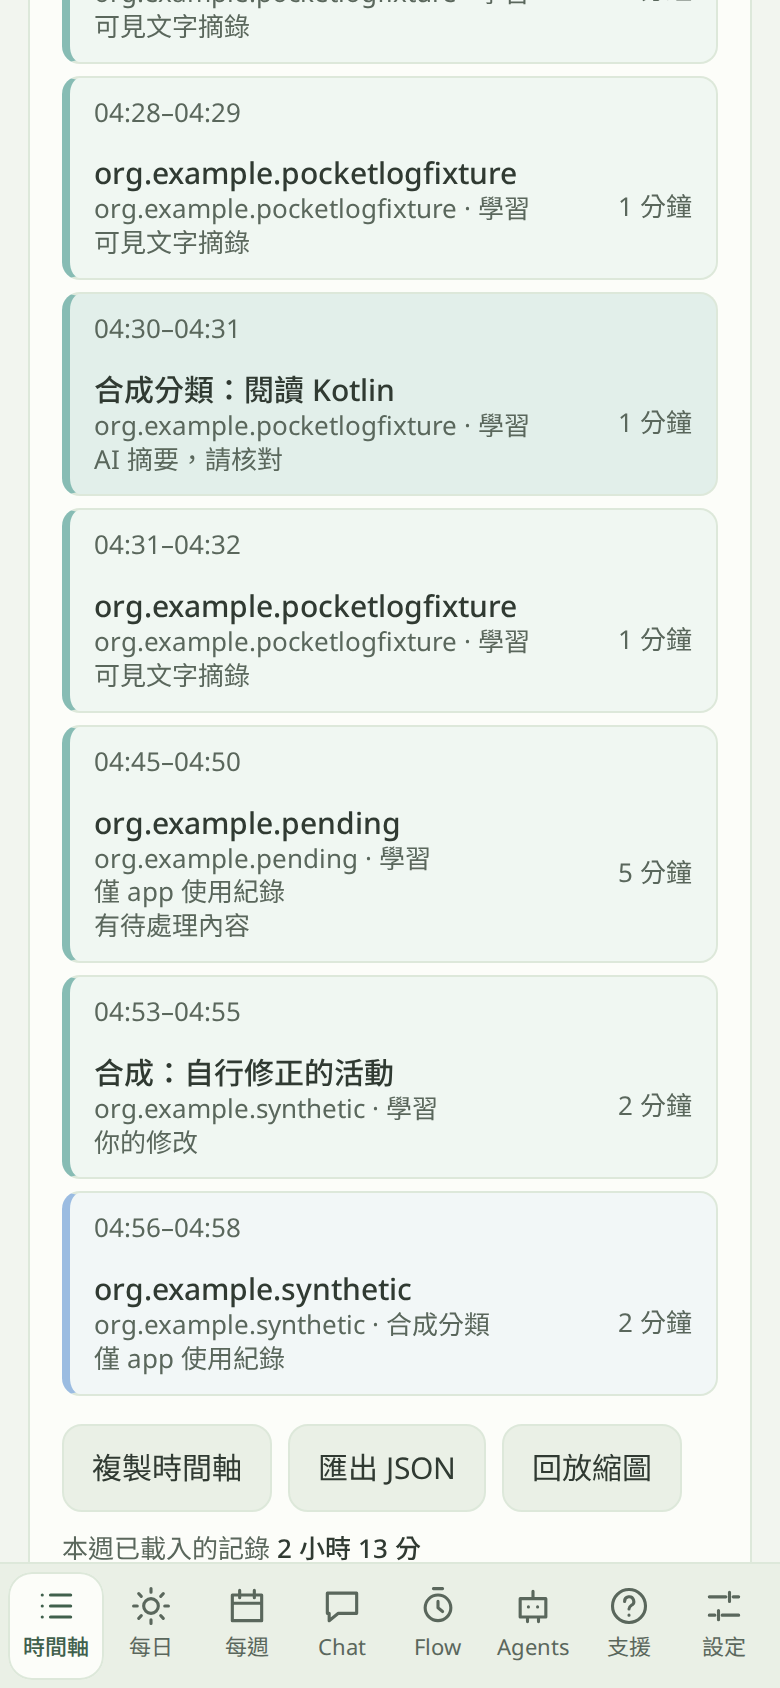 可見文字摘錄
04:28–04:29
org.example.pocketlogfixture
org.example.pocketlogfixture · 學習
1 分鐘
可見文字摘錄
04:30–04:31
合成分類：閱讀 Kotlin
org.example.pocketlogfixture · 學習
1 分鐘
AI 摘要，請核對
04:31–04:32
org.example.pocketlogfixture
org.example.pocketlogfixture · 學習
1 分鐘
可見文字摘錄
04:45–04:50
org.example.pending
org.example.pending · 學習
5 分鐘
僅 app 使用紀錄
有待處理內容
04:53–04:55
合成：自行修正的活動
org.example.synthetic · 學習
2 分鐘
你的修改
04:56–04:58
org.example.synthetic
org.example.synthetic · 合成分類
2 分鐘
僅 app 使用紀錄
複製時間軸
匯出 JSON
回放縮圖
本週已載入的記錄 2 小時 13 分
時間軸
每日
每週
Chat
Flow
Agents
支援
設定